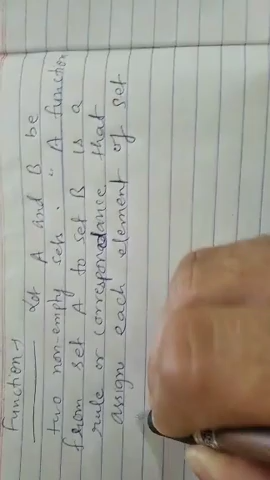 Function →
Let A and B be
two non-empty sets. "A function
from set A to set B is a
rule or correspondance that
assign each element of set